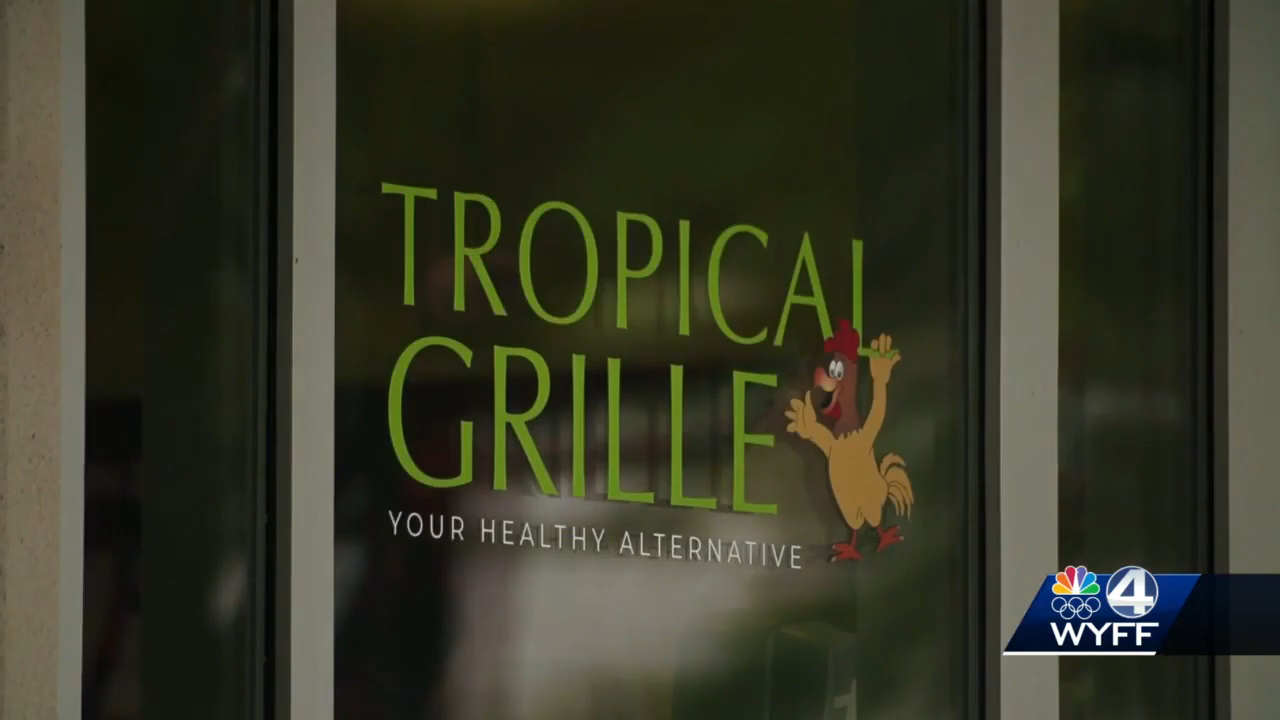 TROPICAL
GRILLE
YOUR HEALTHY ALTERNATIVE
4
WYFF